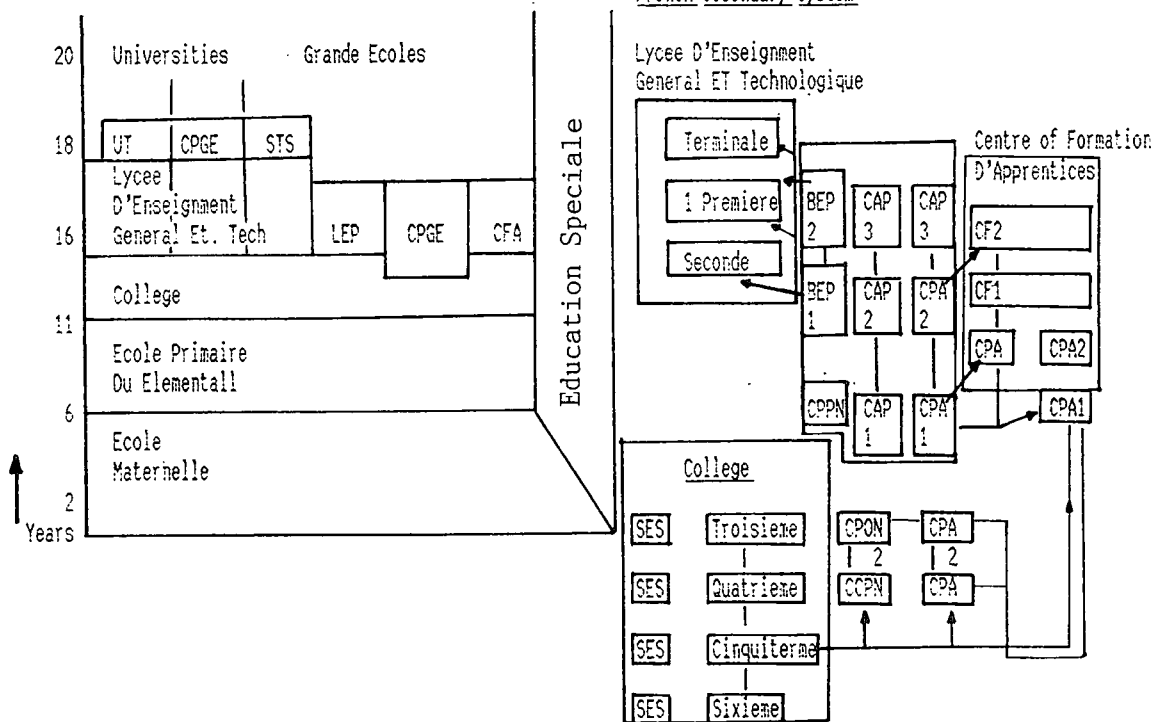 French Secondary System
20 Universities Grande Ecoles
18 UT CPGE STS
Lycee
D'Enseignment
16 General Et. Tech LEP CPGE CFA
College
11
Ecole Primaire
Du Elementall
6
Ecole
Maternelle
2
Years
Education Speciale
Lycee D'Enseignment
General ET Technologique
Terminale
1 Premiere
Seconde
BEP 2
CAP 3
CAP 3
BEP 1
CAP 2
CPA 2
CPPN
CAP 1
CPA 1
Centre of Formation
D'Apprentices
CF2
CF1
CPA CPA2
CPA1
College
SES Troisieme CPON 2 CPA 2
SES Quatrieme CCPN CPA
SES Cinquiterme
SES Sixieme